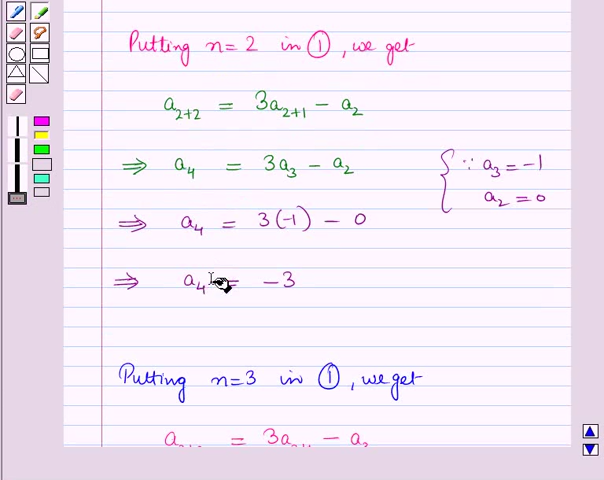 Putting n=2 in ①, we get
a₂₊₂ = 3a₂₊₁ − a₂
⇒ a₄ = 3a₃ − a₂ { ∵ a₃ = −1
a₂ = 0
⇒ a₄ = 3(−1) − 0
⇒ a₄ = −3
Putting n=3 in ①, we get